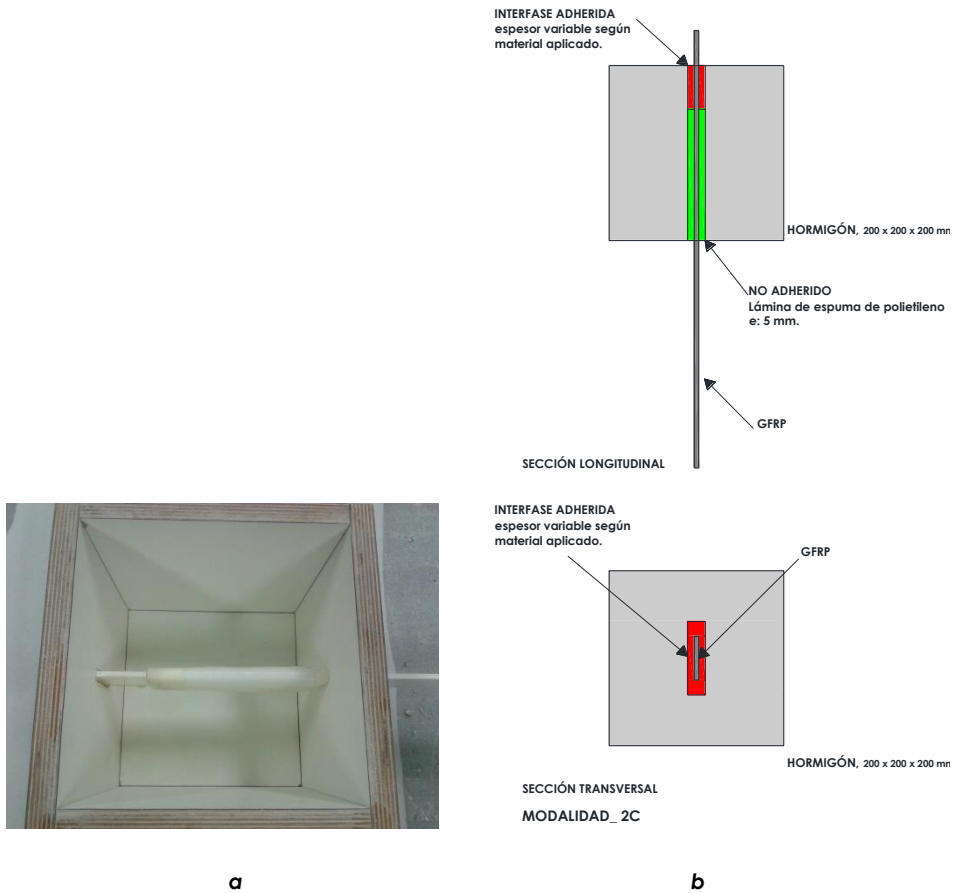 INTERFASE ADHERIDA
espesor variable según
material aplicado.
HORMIGÓN, 200 x 200 x 200 mm
NO ADHERIDO
Lámina de espuma de polietileno
e: 5 mm.
GFRP
SECCIÓN LONGITUDINAL
INTERFASE ADHERIDA
espesor variable según
material aplicado.
GFRP
HORMIGÓN, 200 x 200 x 200 mm
SECCIÓN TRANSVERSAL
MODALIDAD_ 2C
a
b